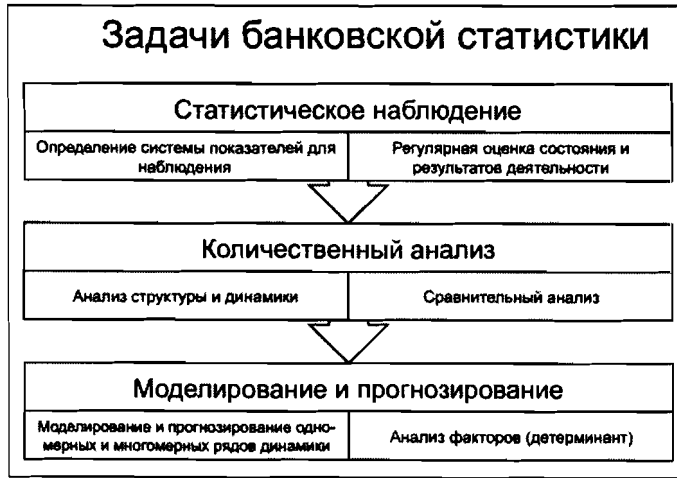 Задачи банковской статистики
Статистическое наблюдение
Определение системы показателей для
наблюдения
Регулярная оценка состояния и
результатов деятельности
Количественный анализ
Анализ структуры и динамики
Сравнительный анализ
Моделирование и прогнозирование
Моделирование и прогнозирование одно-
мерных и многомерных рядов динамики
Анализ факторов (детерминант)